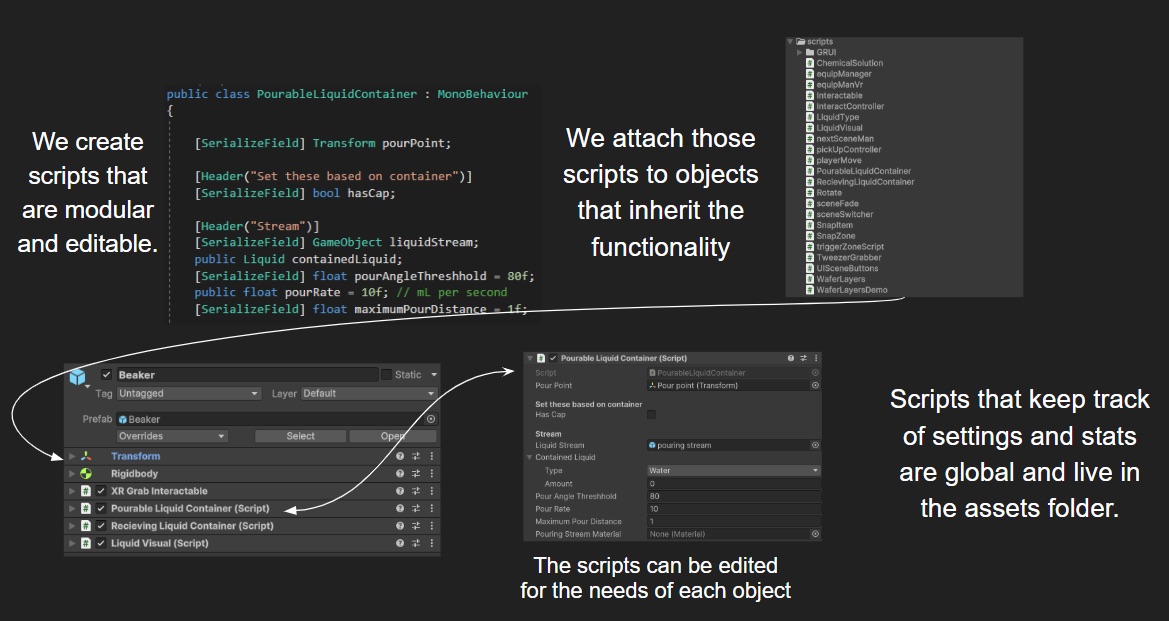 We create
scripts that
are modular
and editable.
public class PourableLiquidContainer : MonoBehaviour
{
[SerializeField] Transform pourPoint;
[Header("Set these based on container")]
[SerializeField] bool hasCap;
[Header("Stream")]
[SerializeField] GameObject liquidStream;
public Liquid containedLiquid;
[SerializeField] float pourAngleThreshhold = 80f;
public float pourRate = 10f; // mL per second
[SerializeField] float maximumPourDistance = 1f;
We attach those
scripts to objects
that inherit the
functionality
scripts
GRUI
ChemicalSolution
equipManager
equipManVr
Interactable
InteractController
LiquidType
LiquidVisual
nextSceneMan
pickUpController
playerMove
PourableLiquidContainer
RecievingLiquidContainer
Rotate
sceneFade
sceneSwitcher
SnapItem
SnapZone
triggerZoneScript
TweezerGrabber
UISceneButtons
WaferLayers
WaferLayersDemo
Beaker Static
Tag Untagged Layer Default
Prefab Beaker
Overrides Select Open
Transform
Rigidbody
XR Grab Interactable
Pourable Liquid Container (Script)
Recieving Liquid Container (Script)
Liquid Visual (Script)
Pourable Liquid Container (Script)
Script PourableLiquidContainer
Pour Point Pour point (Transform)
Set these based on container
Has Cap
Stream
Liquid Stream pouring stream
Contained Liquid
Type Water
Amount 0
Pour Angle Threshhold 80
Pour Rate 10
Maximum Pour Distance 1
Pouring Stream Material None (Material)
The scripts can be edited
for the needs of each object
Scripts that keep track
of settings and stats
are global and live in
the assets folder.